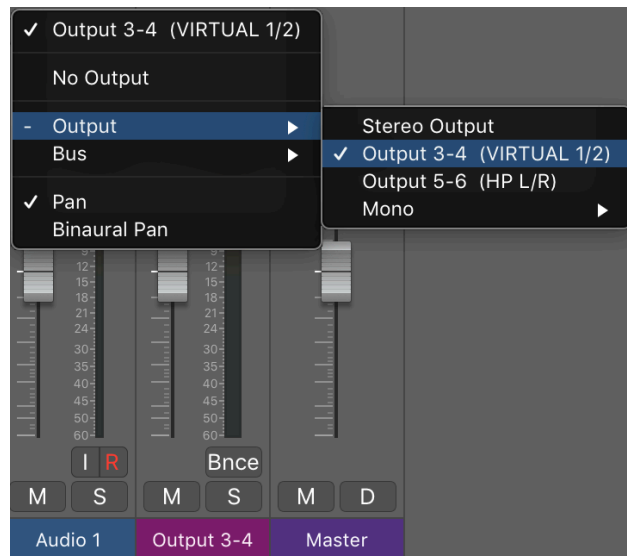 ✓ Output 3-4 (VIRTUAL 1/2)
No Output
- Output ▶
Bus ▶
✓ Pan
Binaural Pan
Stereo Output
✓ Output 3-4 (VIRTUAL 1/2)
Output 5-6 (HP L/R)
Mono ▶
12 12
15 15
18 18
21 21
24 24
30 30
35 35
40 40
45 45
50 50
60 60
I R Bnce
M S M S M D
Audio 1 Output 3-4 Master